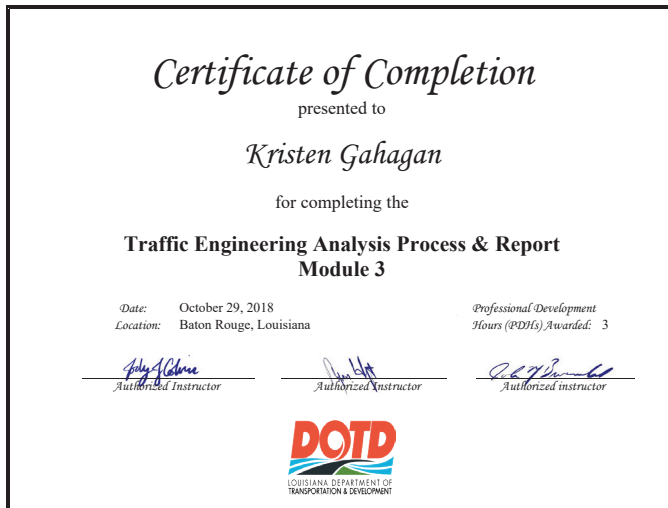 Certificate of Completion
presented to
Kristen Gahagan
for completing the
Traffic Engineering Analysis Process & Report
Module 3
Date: October 29, 2018
Location: Baton Rouge, Louisiana
Professional Development
Hours (PDHs) Awarded: 3
Authorized Instructor
Authorized Instructor
Authorized instructor
DOTD
LOUISIANA DEPARTMENT OF
TRANSPORTATION & DEVELOPMENT